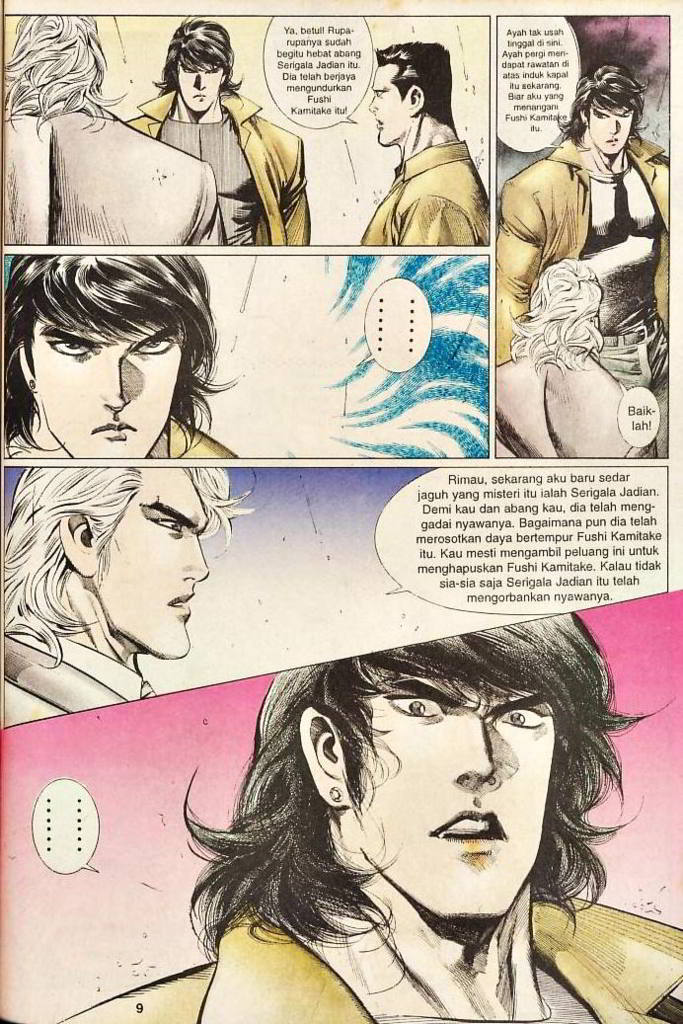 Ya, betul! Rupa-
rupanya sudah
begitu hebat abang
Serigala Jadian itu.
Dia telah berjaya
mengundurkan
Fushi
Kamitake itu!
Ayah tak usah
tinggal di sini.
Ayah pergi men-
dapat rawatan di
atas induk kapal
itu sekarang.
Biar aku yang
menangani
Fushi Kamitake
itu.
Baik-
lah!
Rimau, sekarang aku baru sedar
jaguh yang misteri itu ialah Serigala Jadian.
Demi kau dan abang kau, dia telah meng-
gadai nyawanya. Bagaimana pun dia telah
merosotkan daya bertempur Fushi Kamitake
itu. Kau mesti mengambil peluang ini untuk
menghapuskan Fushi Kamitake. Kalau tidak
sia-sia saja Serigala Jadian itu telah
mengorbankan nyawanya.
9